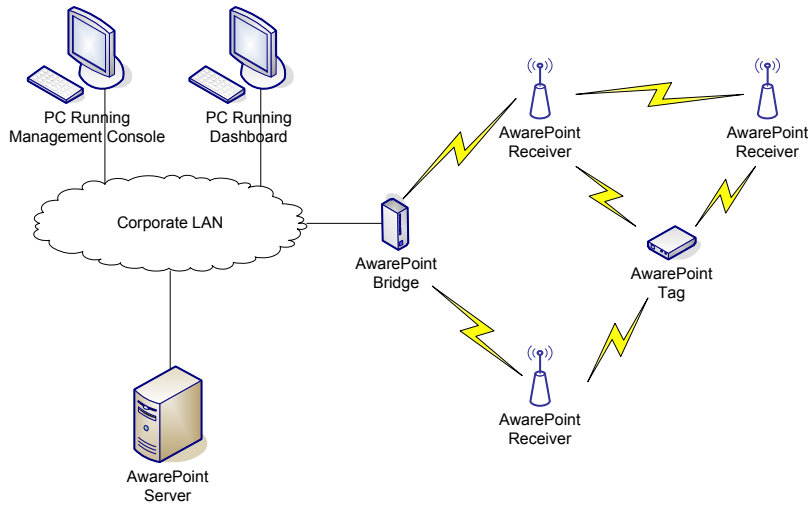 PC Running
Management Console
PC Running
Dashboard
AwarePoint
Receiver
AwarePoint
Receiver
Corporate LAN
AwarePoint
Bridge
AwarePoint
Tag
AwarePoint
Receiver
AwarePoint
Server